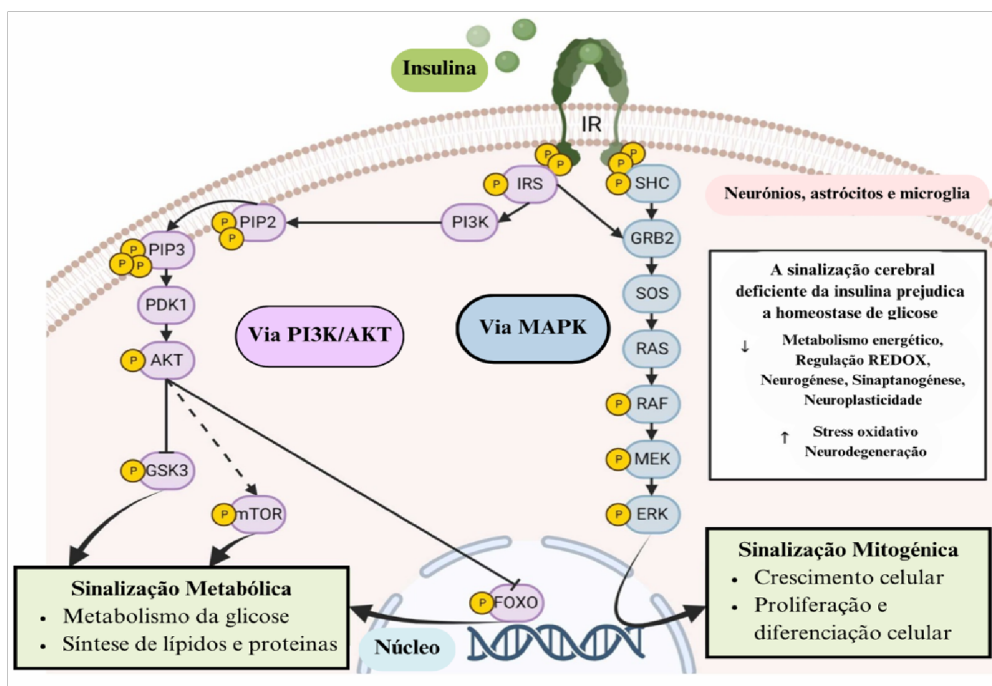 Insulina
IR
P
P
P
P
P
IRS
P
SHC
Neurónios, astrócitos e microglia
P
P
PIP2
PI3K
GRB2
P
P
P
PIP3
A sinalização cerebral
deficiente da insulina prejudica
a homeostase de glicose
↓
Metabolismo energético,
Regulação REDOX,
Neurogénese, Sinaptanogénese,
Neuroplasticidade
↑
Stress oxidativo
Neurodegeneração
PDK1
SOS
Via PI3K/AKT
Via MAPK
P
AKT
RAS
P
RAF
P
GSK3
P
MEK
P
mTOR
P
ERK
Sinalização Metabólica
• Metabolismo da glicose
• Síntese de lípidos e proteinas
P
FOXO
Núcleo
Sinalização Mitogénica
• Crescimento celular
• Proliferação e
diferenciação celular